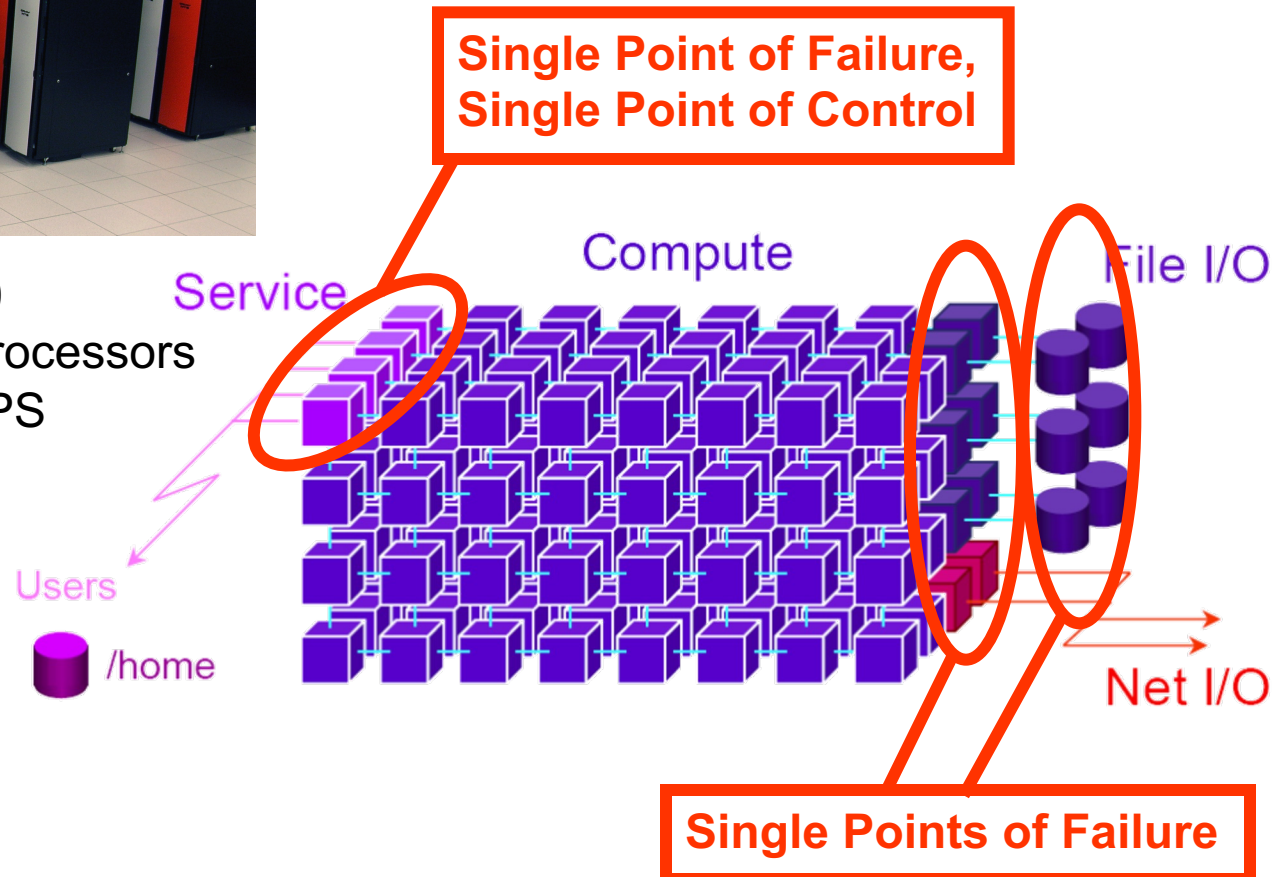 Single Point of Failure,
Single Point of Control
Compute
File I/O
Service
)
rocessors
PS
Users
/home
Net I/O
Single Points of Failure